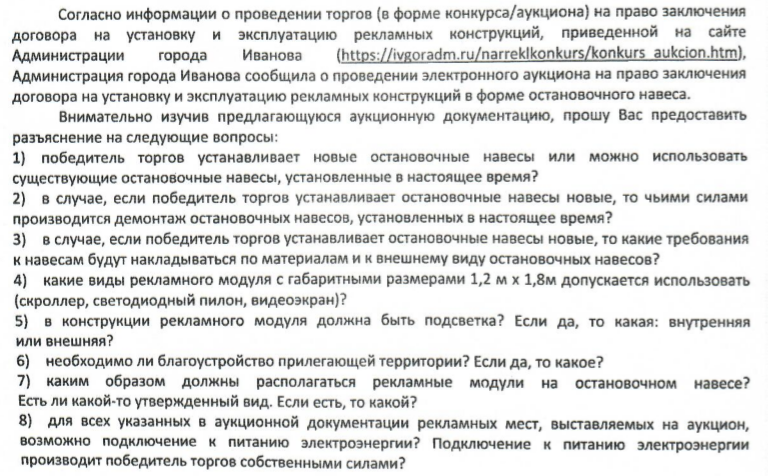 Согласно информации о проведении торгов (в форме конкурса/аукциона) на право заключения
договора на установку и эксплуатацию рекламных конструкций, приведенной на сайте
Администрации города Иванова (https://ivgoradm.ru/narreklkonkurs/konkurs_aukcion.htm),
Администрация города Иванова сообщила о проведении электронного аукциона на право заключения
договора на установку и эксплуатацию рекламных конструкций в форме остановочного навеса.
Внимательно изучив предлагающуюся аукционную документацию, прошу Вас предоставить
разъяснение на следующие вопросы:
1) победитель торгов устанавливает новые остановочные навесы или можно использовать
существующие остановочные навесы, установленные в настоящее время?
2) в случае, если победитель торгов устанавливает остановочные навесы новые, то чьими силами
производится демонтаж остановочных навесов, установленных в настоящее время?
3) в случае, если победитель торгов устанавливает остановочные навесы новые, то какие требования
к навесам будут накладываться по материалам и к внешнему виду остановочных навесов?
4) какие виды рекламного модуля с габаритными размерами 1,2 м х 1,8м допускается использовать
(скроллер, светодиодный пилон, видеоэкран)?
5) в конструкции рекламного модуля должна быть подсветка? Если да, то какая: внутренняя
или внешняя?
6) необходимо ли благоустройство прилегающей территории? Если да, то какое?
7) каким образом должны располагаться рекламные модули на остановочном навесе?
Есть ли какой-то утвержденный вид. Если есть, то какой?
8) для всех указанных в аукционной документации рекламных мест, выставляемых на аукцион,
возможно подключение к питанию электроэнергии? Подключение к питанию электроэнергии
производит победитель торгов собственными силами?